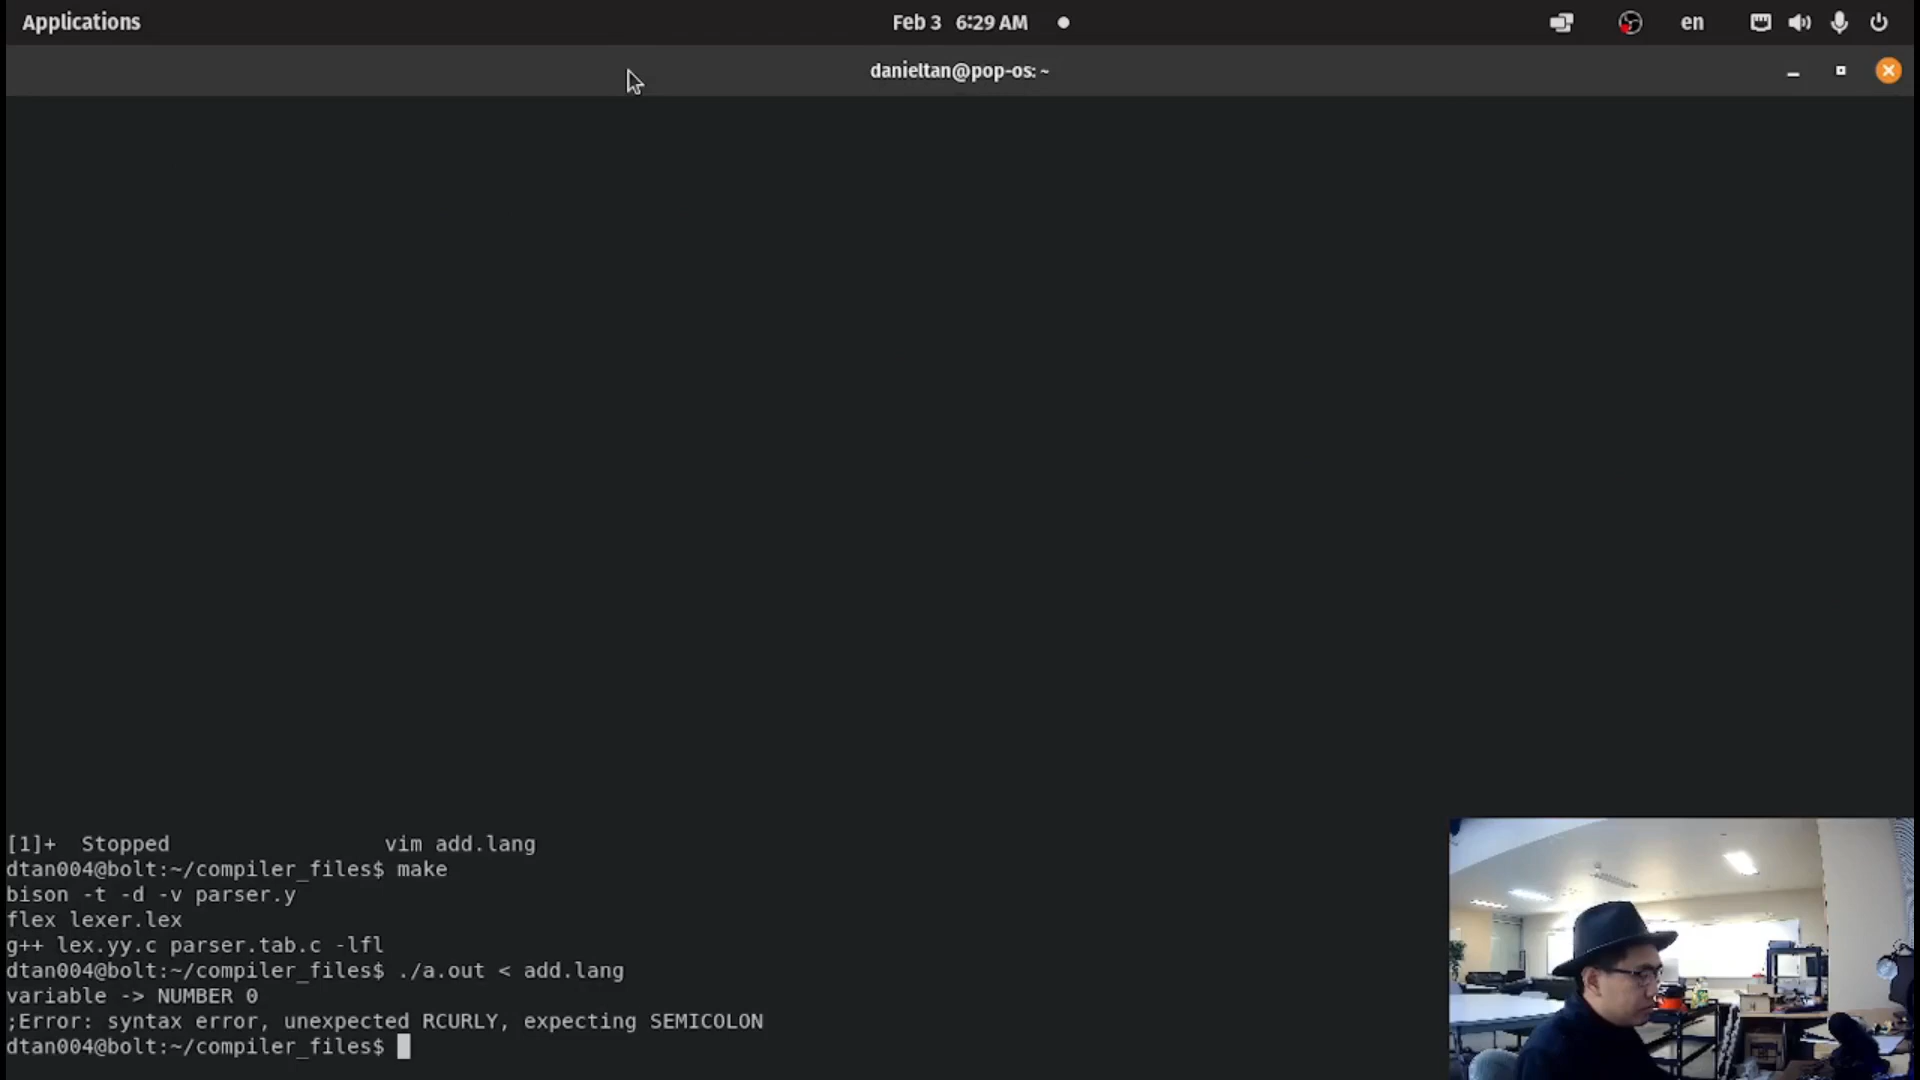 Applications
Feb 3 6:29 AM
en
danieltan@pop-os: ~
[1]+ Stopped vim add.lang
dtan004@bolt:~/compiler_files$ make
bison -t -d -v parser.y
flex lexer.lex
g++ lex.yy.c parser.tab.c -lfl
dtan004@bolt:~/compiler_files$ ./a.out < add.lang
variable -> NUMBER 0
;Error: syntax error, unexpected RCURLY, expecting SEMICOLON
dtan004@bolt:~/compiler_files$